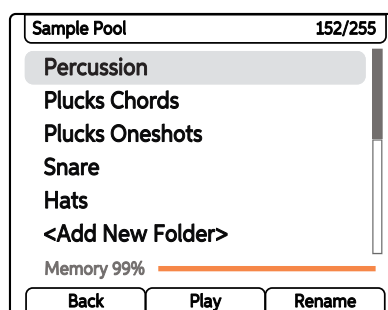 Sample Pool 152/255
Percussion
Plucks Chords
Plucks Oneshots
Snare
Hats
<Add New Folder>
Memory 99%
Back Play Rename